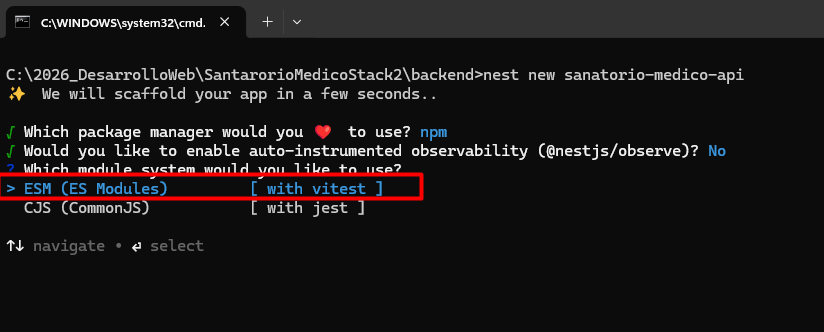 C:\WINDOWS\system32\cmd.
C:\2026_DesarrolloWeb\SantarorioMedicoStack2\backend>nest new sanatorio-medico-api
✨ We will scaffold your app in a few seconds..
√ Which package manager would you ❤️ to use? npm
√ Would you like to enable auto-instrumented observability (@nestjs/observe)? No
? Which module system would you like to use?
> ESM (ES Modules) [ with vitest ]
CJS (CommonJS) [ with jest ]
↑↓ navigate • ↵ select